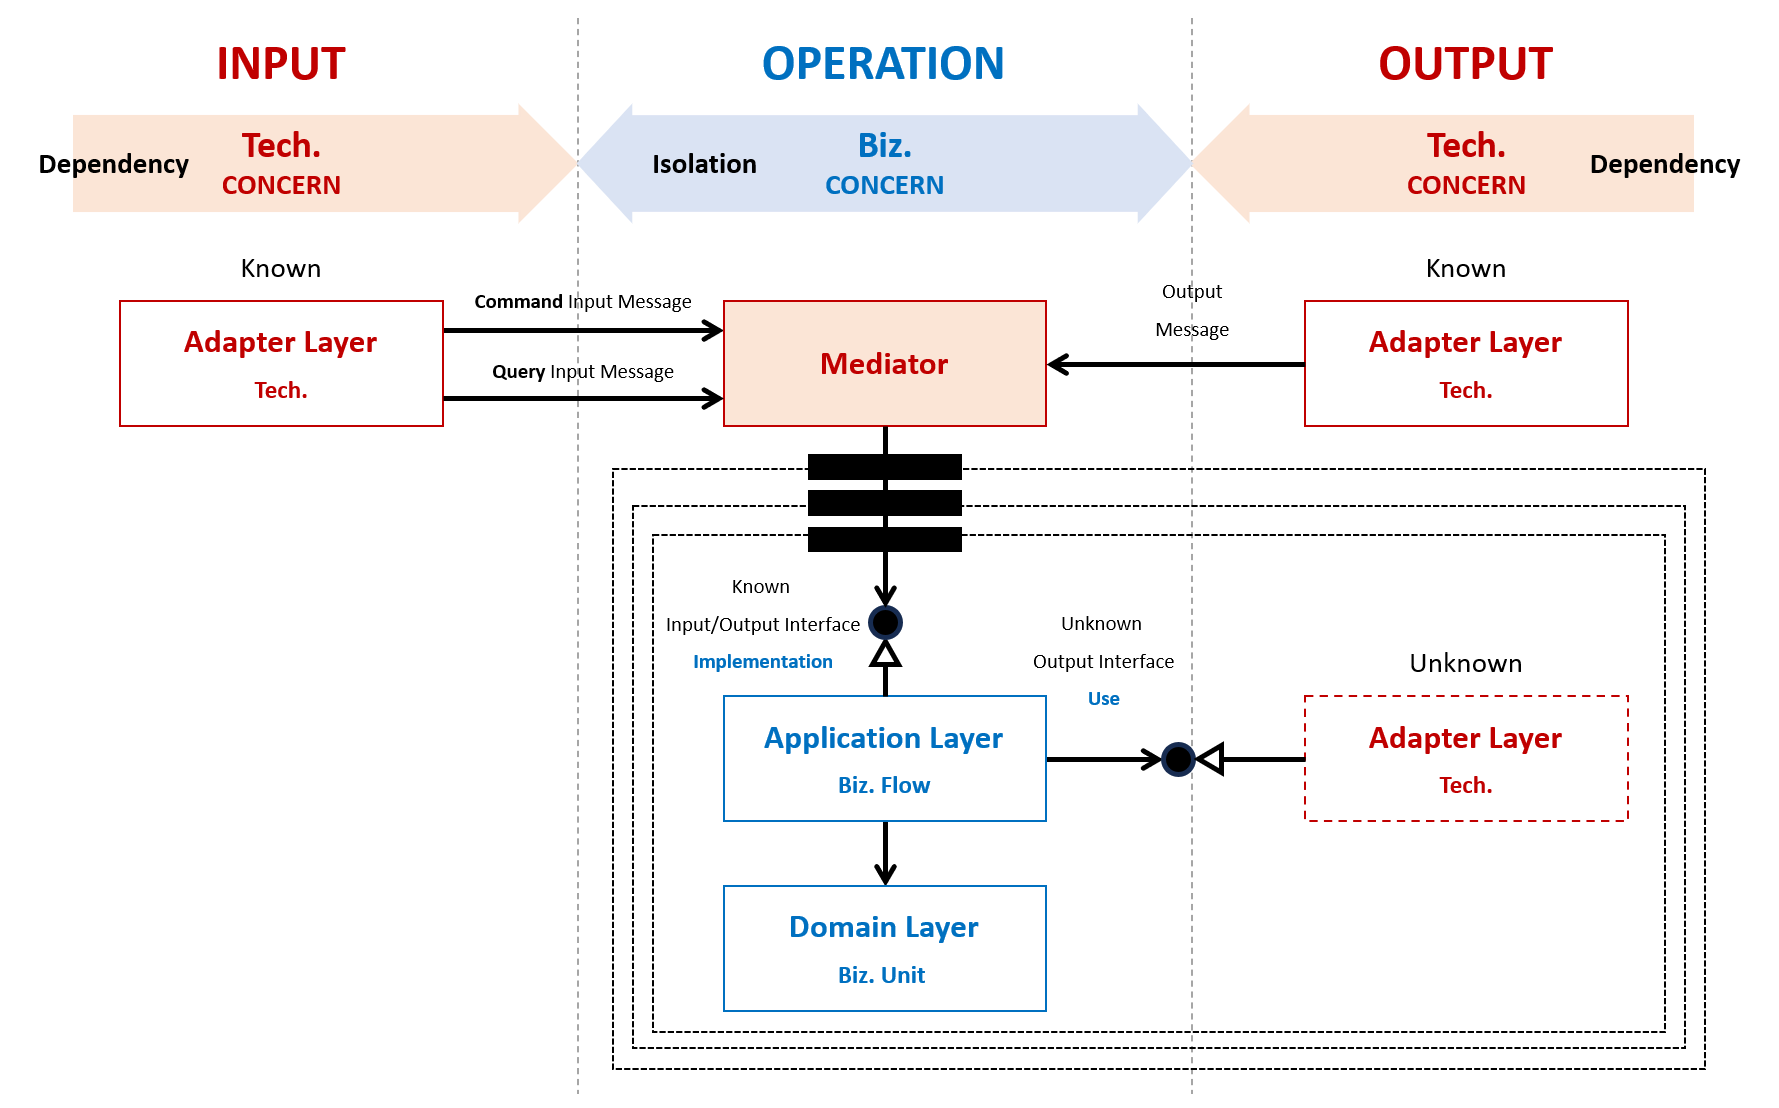 INPUT
OPERATION
OUTPUT
Dependency
Tech.
CONCERN
Isolation
Biz.
CONCERN
Tech.
CONCERN
Dependency
Known
Adapter Layer
Tech.
Command Input Message
Query Input Message
Mediator
Output
Message
Known
Adapter Layer
Tech.
Known
Input/Output Interface
Implementation
Unknown
Output Interface
Use
Unknown
Application Layer
Biz. Flow
Adapter Layer
Tech.
Domain Layer
Biz. Unit